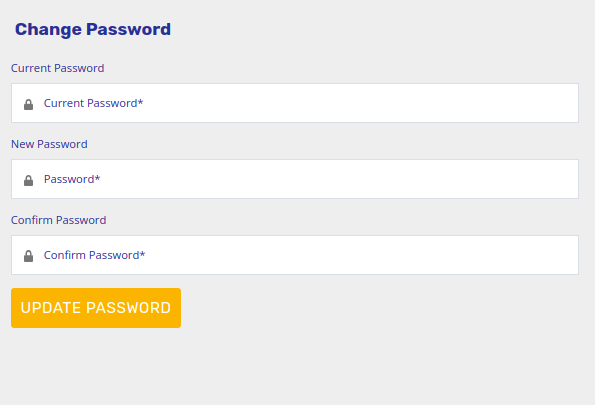 Change Password
Current Password
Current Password*
New Password
Password*
Confirm Password
Confirm Password*
UPDATE PASSWORD